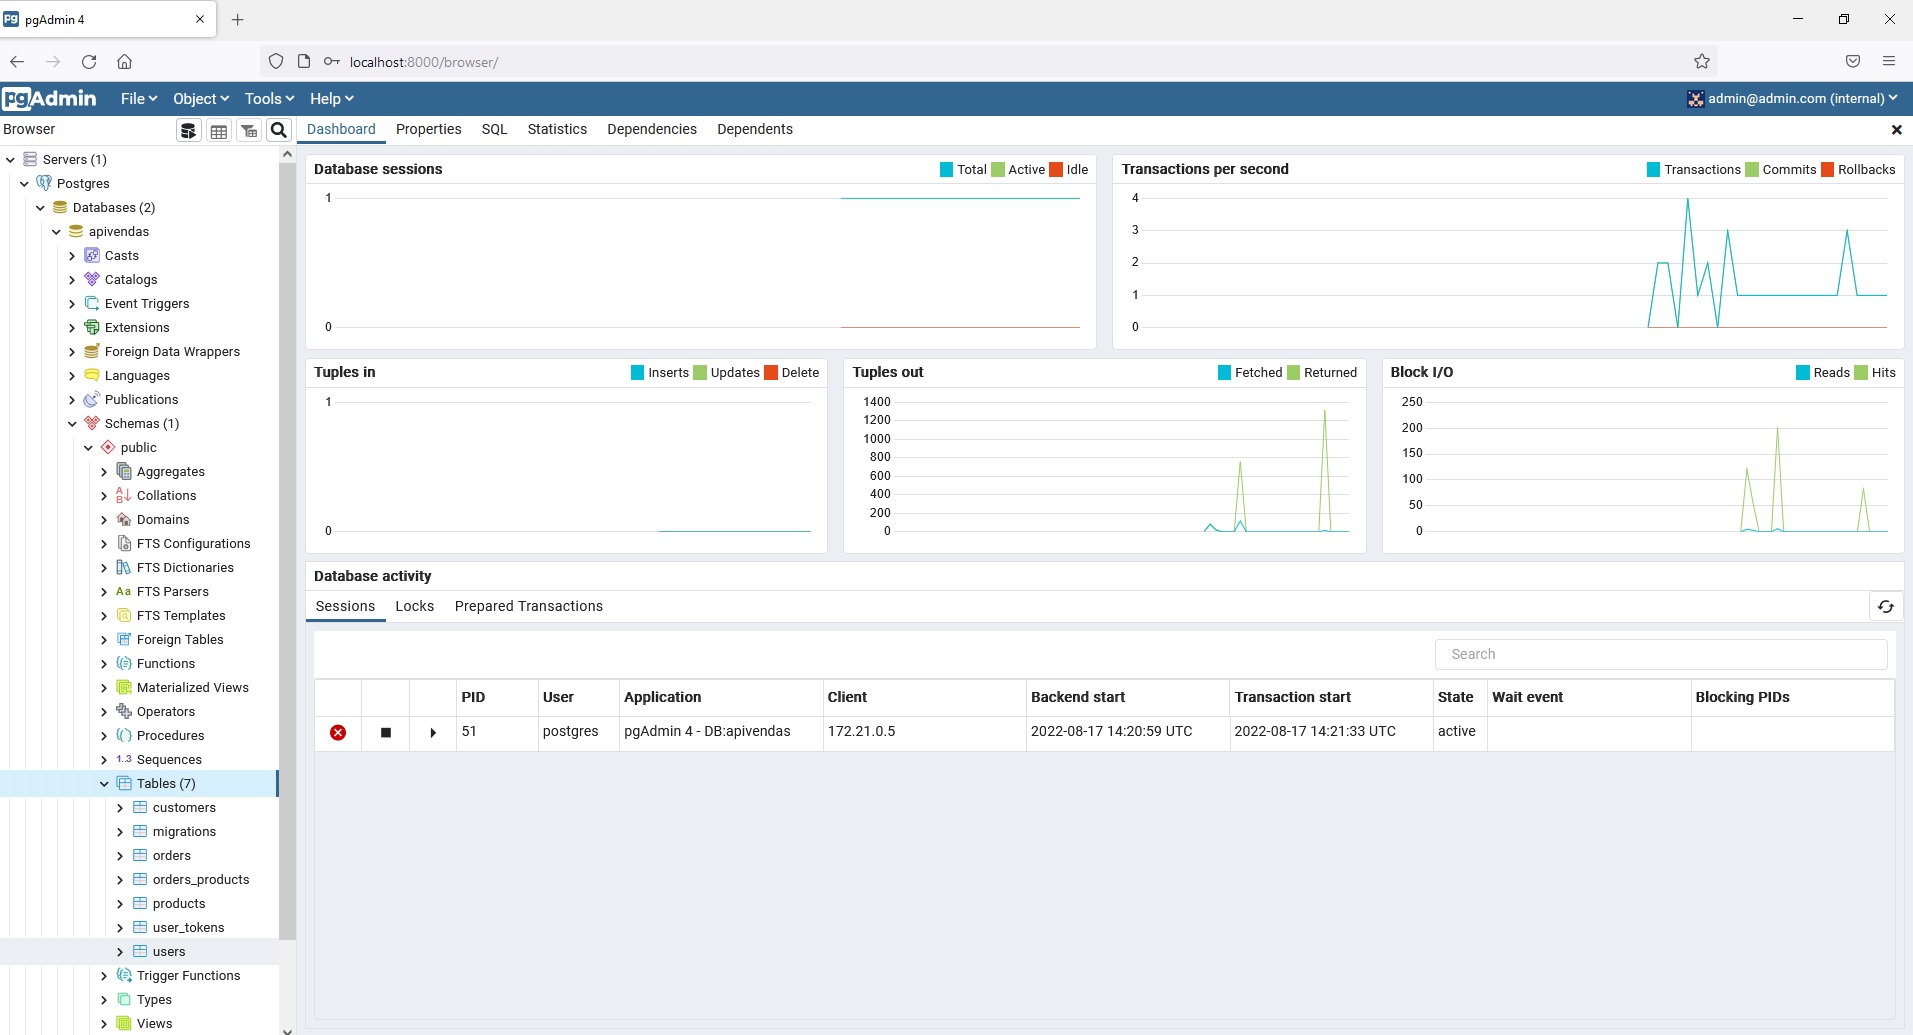 pgAdmin 4
localhost:8000/browser/
pgAdmin File Object Tools Help admin@admin.com (internal)
Browser
Dashboard Properties SQL Statistics Dependencies Dependents
Servers (1)
Postgres
Databases (2)
apivendas
Casts
Catalogs
Event Triggers
Extensions
Foreign Data Wrappers
Languages
Publications
Schemas (1)
public
Aggregates
Collations
Domains
FTS Configurations
FTS Dictionaries
Aa FTS Parsers
FTS Templates
Foreign Tables
Functions
Materialized Views
Operators
Procedures
1..3 Sequences
Tables (7)
customers
migrations
orders
orders_products
products
user_tokens
users
Trigger Functions
Types
Views
Database sessions Total Active Idle
1
0
Transactions per second Transactions Commits Rollbacks
4
3
2
1
0
Tuples in Inserts Updates Delete
1
0
Tuples out Fetched Returned
1400
1200
1000
800
600
400
200
0
Block I/O Reads Hits
250
200
150
100
50
0
Database activity
Sessions Locks Prepared Transactions
Search
PID User Application Client Backend start Transaction start State Wait event Blocking PIDs
51 postgres pgAdmin 4 - DB:apivendas 172.21.0.5 2022-08-17 14:20:59 UTC 2022-08-17 14:21:33 UTC active